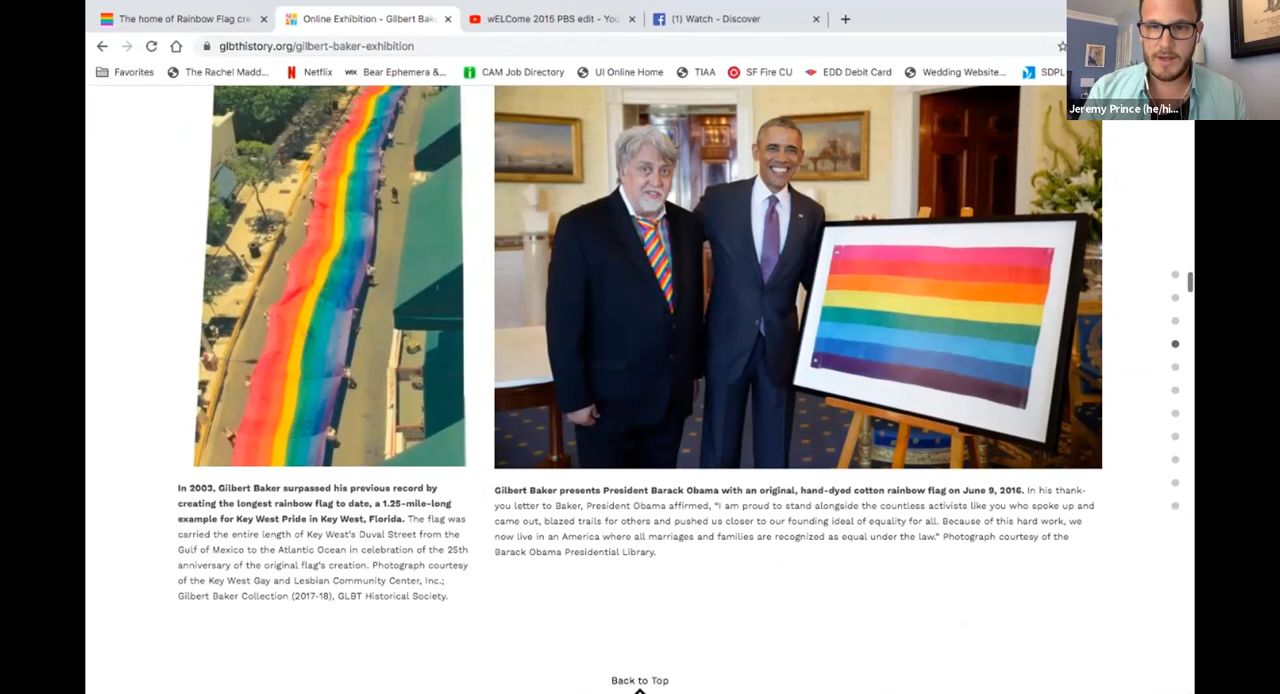 The home of Rainbow Flag cre
Online Exhibition - Gilbert Bak
wELCome 2015 PBS edit - You
(1) Watch - Discover
glbthistory.org/gilbert-baker-exhibition
Favorites
The Rachel Madd...
NETFLIX Netflix
WIX Bear Ephemera &...
CAM Job Directory
UI Online Home
TIAA
SF Fire CU
EDD Debit Card
Wedding Website...
SDPL
Jeremy Prince (he/hi...
In 2003, Gilbert Baker surpassed his previous record by
creating the longest rainbow flag to date, a 1.25-mile-long
example for Key West Pride in Key West, Florida. The flag was
carried the entire length of Key West's Duval Street from the
Gulf of Mexico to the Atlantic Ocean in celebration of the 25th
anniversary of the original flag's creation. Photograph courtesy
of the Key West Gay and Lesbian Community Center, Inc.;
Gilbert Baker Collection (2017-18), GLBT Historical Society.
Gilbert Baker presents President Barack Obama with an original, hand-dyed cotton rainbow flag on June 9, 2016. In his thank-
you letter to Baker, President Obama affirmed, "I am proud to stand alongside the countless activists like you who spoke up and
came out, blazed trails for others and pushed us closer to our founding ideal of equality for all. Because of this hard work, we
now live in an America where all marriages and families are recognized as equal under the law." Photograph courtesy of the
Barack Obama Presidential Library.
Back to Top